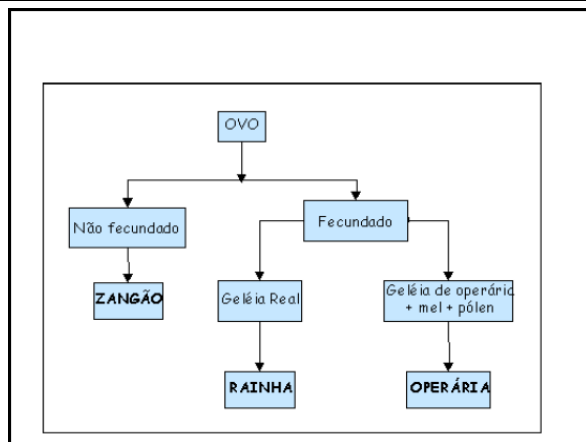 OVO
Não fecundado
Fecundado
ZANGÃO
Geléia Real
Geléia de operária
+ mel + pólen
RAINHA
OPERÁRIA